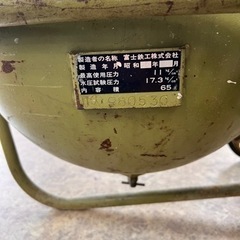 製造者の名称 富士鉄工株式会社
製造年月 昭和 年 月
最高使用圧力 11
水圧試験圧力 17.3
内容積 65ℓ